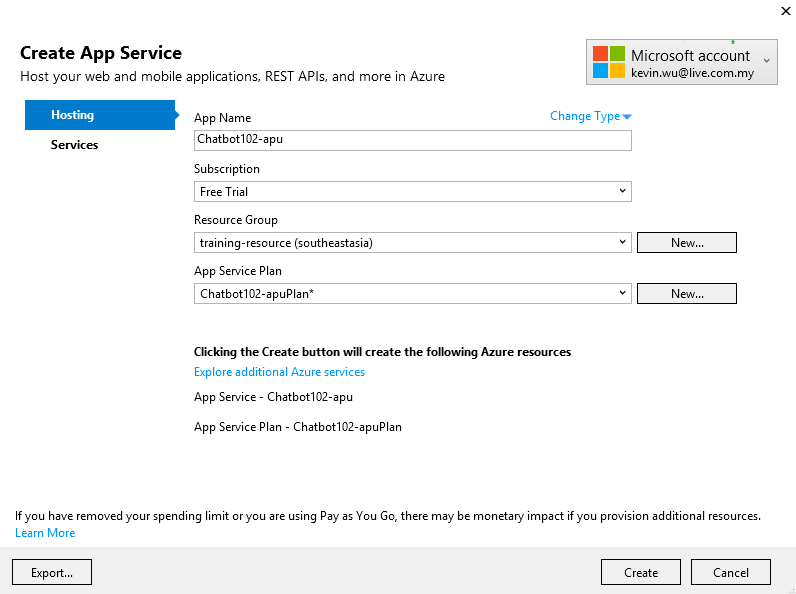 Create App Service
Host your web and mobile applications, REST APIs, and more in Azure
Microsoft account
kevin.wu@live.com.my
Hosting
Services
App Name
Change Type
Chatbot102-apu
Subscription
Free Trial
Resource Group
training-resource (southeastasia)
New...
App Service Plan
Chatbot102-apuPlan*
New...
Clicking the Create button will create the following Azure resources
Explore additional Azure services
App Service - Chatbot102-apu
App Service Plan - Chatbot102-apuPlan
If you have removed your spending limit or you are using Pay as You Go, there may be monetary impact if you provision additional resources.
Learn More
Export...
Create
Cancel